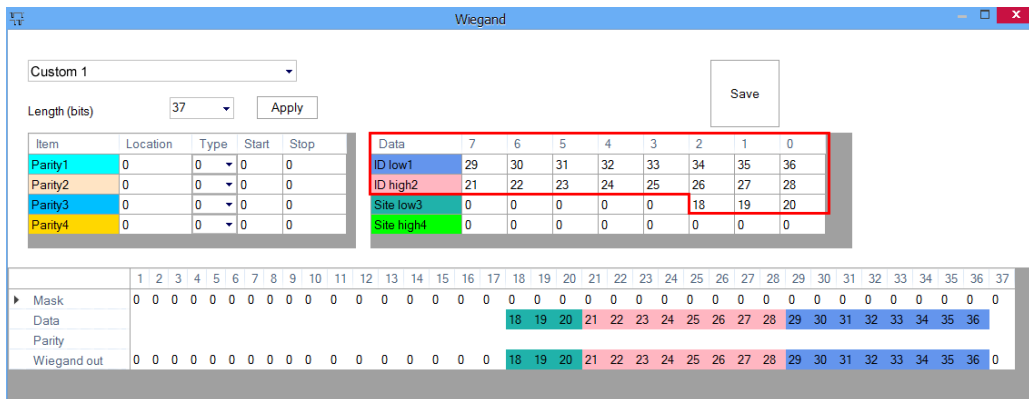 Wiegand
Custom 1
Save
Length (bits) 37 Apply
Item Location Type Start Stop
Parity1 0 0 0 0
Parity2 0 0 0 0
Parity3 0 0 0 0
Parity4 0 0 0 0
Data 7 6 5 4 3 2 1 0
ID low1 29 30 31 32 33 34 35 36
ID high2 21 22 23 24 25 26 27 28
Site low3 0 0 0 0 0 18 19 20
Site high4 0 0 0 0 0 0 0 0
1 2 3 4 5 6 7 8 9 10 11 12 13 14 15 16 17 18 19 20 21 22 23 24 25 26 27 28 29 30 31 32 33 34 35 36 37
Mask 0 0 0 0 0 0 0 0 0 0 0 0 0 0 0 0 0 0 0 0 0 0 0 0 0 0 0 0 0 0 0 0 0 0 0 0 0
Data 18 19 20 21 22 23 24 25 26 27 28 29 30 31 32 33 34 35 36
Parity
Wiegand out 0 0 0 0 0 0 0 0 0 0 0 0 0 0 0 0 0 18 19 20 21 22 23 24 25 26 27 28 29 30 31 32 33 34 35 36 0